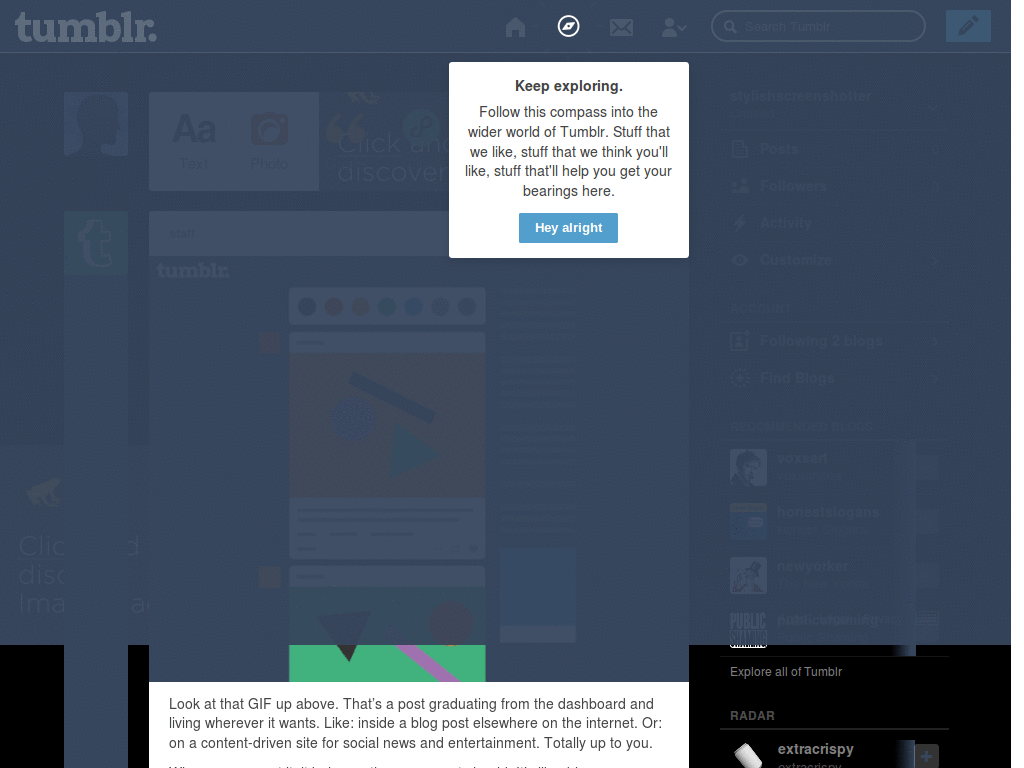 tumblr.
Search Tumblr
Keep exploring.
Follow this compass into the
wider world of Tumblr. Stuff that
we like, stuff that we think you'll
like, stuff that'll help you get your
bearings here.
Hey alright
Aa
Text
Photo
Click and
discover
staff
tumblr.
stylishscreenshotter
Posts
Followers
Activity
Customize
ACCOUNT
Following 2 blogs
Find Blogs
RECOMMENDED BLOGS
voxsart
honestslogans
newyorker
PUBLIC
SHAMING
publicshaming
Explore all of Tumblr
RADAR
extracrispy
extracrispy
Look at that GIF up above. That's a post graduating from the dashboard and
living wherever it wants. Like: inside a blog post elsewhere on the internet. Or:
on a content-driven site for social news and entertainment. Totally up to you.